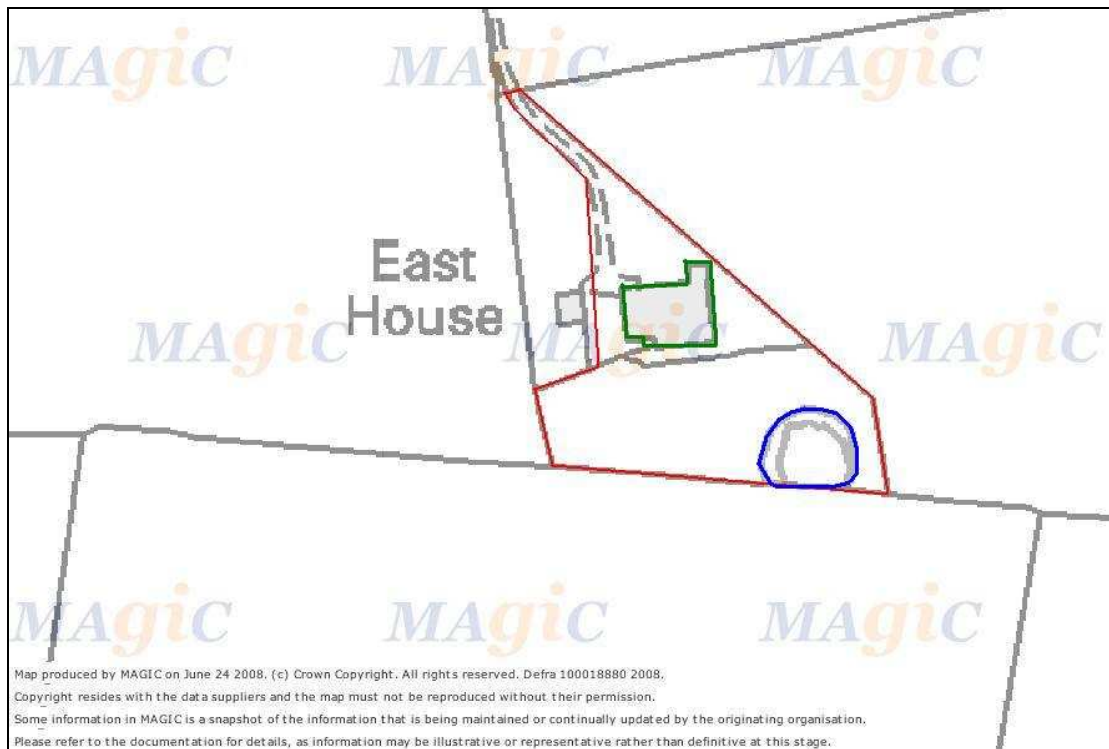 MAgiC MAgiC MAgiC
East
House
MAgiC MAgiC MAgiC
MAgiC MAgiC MAgiC
Map produced by MAGIC on June 24 2008. (c) Crown Copyright. All rights reserved. Defra 100018880 2008.
Copyright resides with the data suppliers and the map must not be reproduced without their permission.
Some information in MAGIC is a snapshot of the information that is being maintained or continually updated by the originating organisation.
Please refer to the documentation for details, as information may be illustrative or representative rather than definitive at this stage.